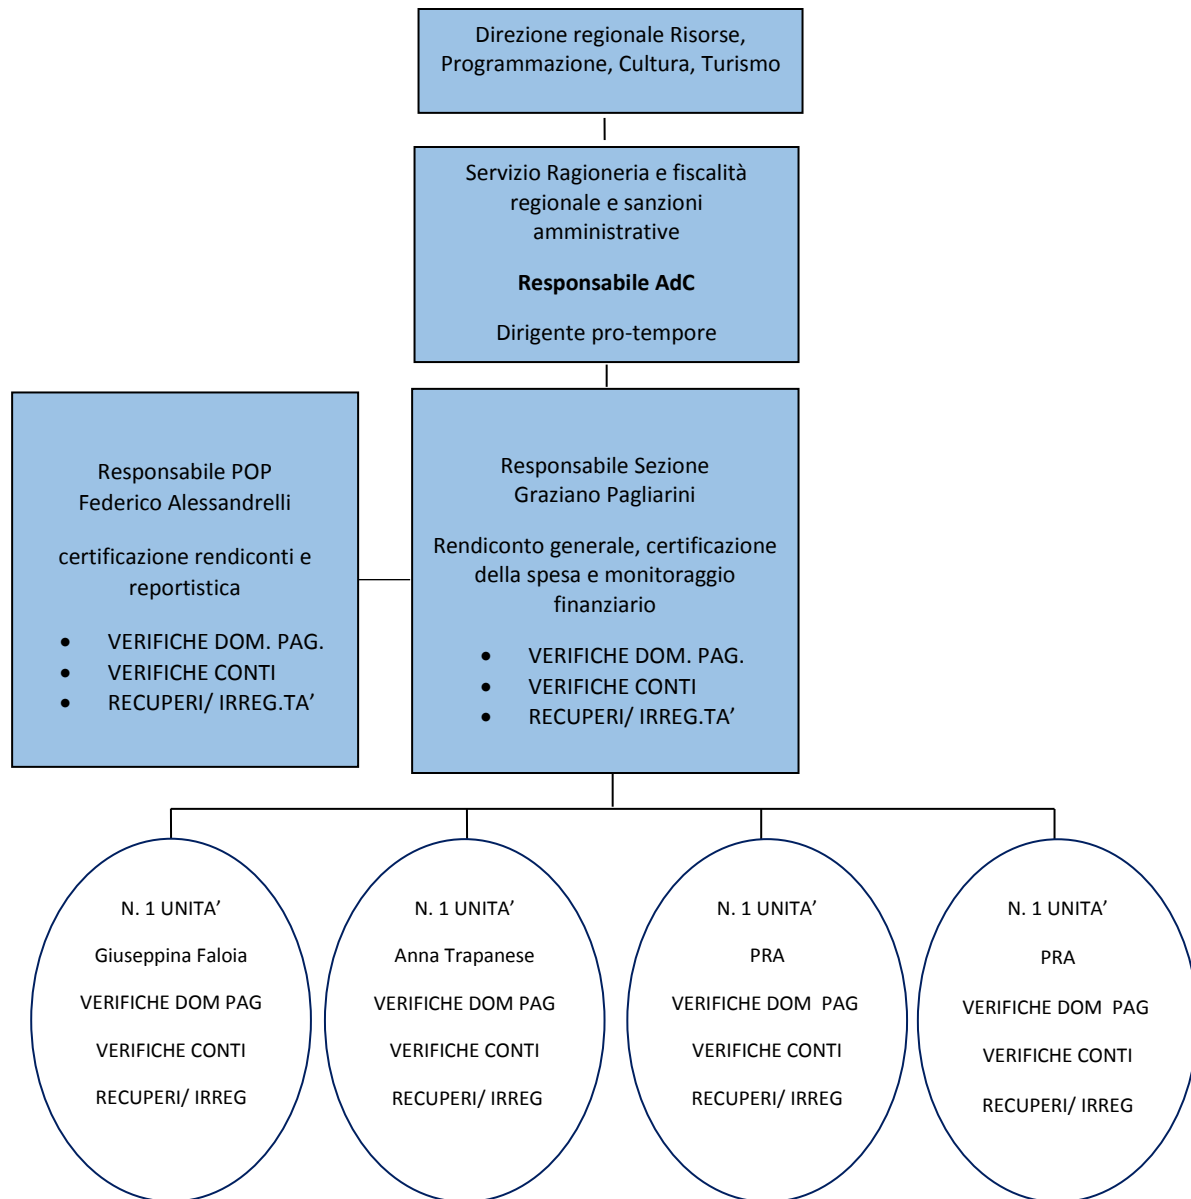 Direzione regionale Risorse,
Programmazione, Cultura, Turismo
Servizio Ragioneria e fiscalità
regionale e sanzioni
amministrative
Responsabile AdC
Dirigente pro-tempore
Responsabile POP
Federico Alessandrelli
certificazione rendiconti e
reportistica
• VERIFICHE DOM. PAG.
• VERIFICHE CONTI
• RECUPERI/ IRREG.TA’
Responsabile Sezione
Graziano Pagliarini
Rendiconto generale, certificazione
della spesa e monitoraggio
finanziario
• VERIFICHE DOM. PAG.
• VERIFICHE CONTI
• RECUPERI/ IRREG.TA’
N. 1 UNITA’
Giuseppina Faloia
VERIFICHE DOM PAG
VERIFICHE CONTI
RECUPERI/ IRREG
N. 1 UNITA’
Anna Trapanese
VERIFICHE DOM PAG
VERIFICHE CONTI
RECUPERI/ IRREG
N. 1 UNITA’
PRA
VERIFICHE DOM PAG
VERIFICHE CONTI
RECUPERI/ IRREG
N. 1 UNITA’
PRA
VERIFICHE DOM PAG
VERIFICHE CONTI
RECUPERI/ IRREG